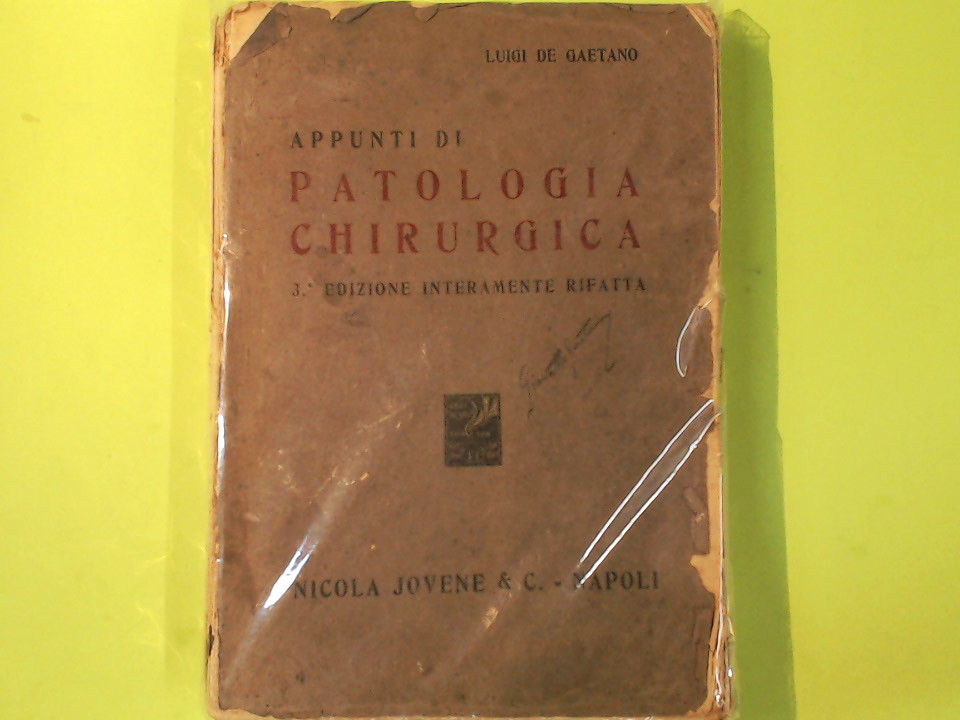 LUIGI DE GAETANO
APPUNTI DI
PATOLOGIA
CHIRURGICA
3.ª EDIZIONE INTERAMENTE RIFATTA
NICOLA JOVENE & C. - NAPOLI